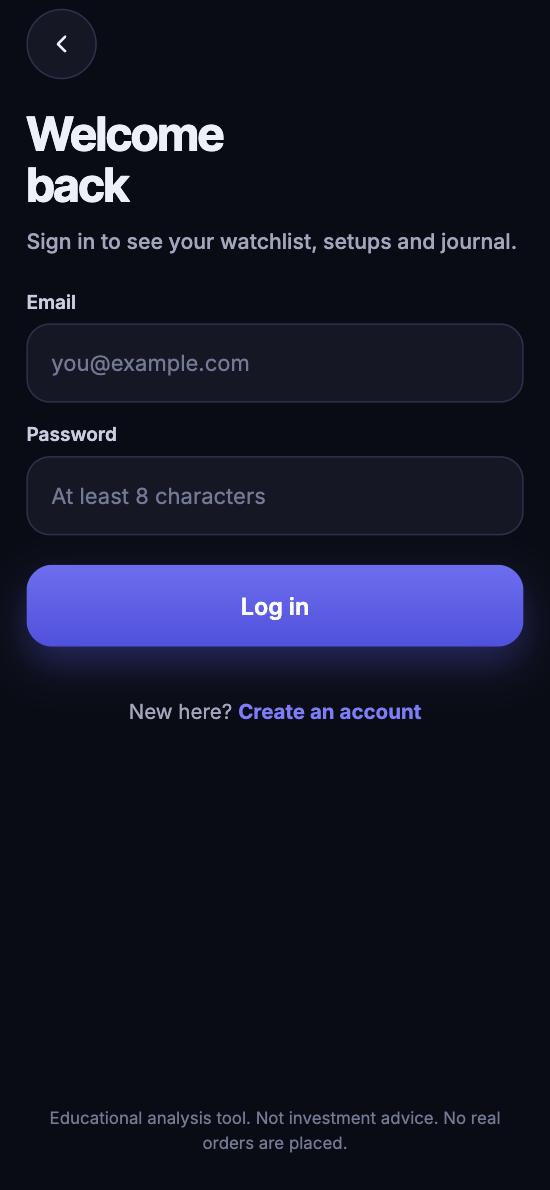 Welcome
back
Sign in to see your watchlist, setups and journal.
Email
you@example.com
Password
At least 8 characters
Log in
New here? Create an account
Educational analysis tool. Not investment advice. No real
orders are placed.